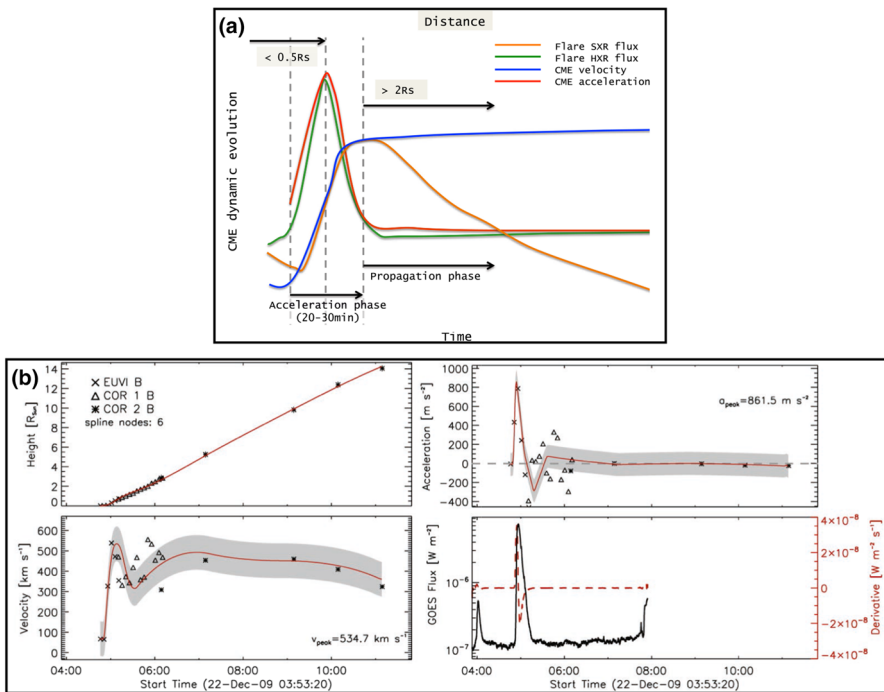 (a)
Distance
< 0.5Rs
Flare SXR flux
Flare HXR flux
CME velocity
CME acceleration
> 2Rs
CME dynamic evolution
Propagation phase
Acceleration phase
(20-30min)
Time
(b)
14
12
10
8
6
4
2
0
Height [R_Sun]
× EUVI B
△ COR 1 B
✱ COR 2 B
spline nodes: 6
1000
800
600
400
200
0
-200
-400
Acceleration [m s⁻²]
a_peak=861.5 m s⁻²
600
500
400
300
200
100
0
Velocity [km s⁻¹]
v_peak=534.7 km s⁻¹
04:00
06:00
08:00
10:00
Start Time (22-Dec-09 03:53:20)
10⁻⁶
10⁻⁷
GOES Flux [W m⁻²]
4×10⁻⁸
2×10⁻⁸
0
-2×10⁻⁸
-4×10⁻⁸
Derivative [W m⁻² s⁻¹]
04:00
06:00
08:00
10:00
Start Time (22-Dec-09 03:53:20)